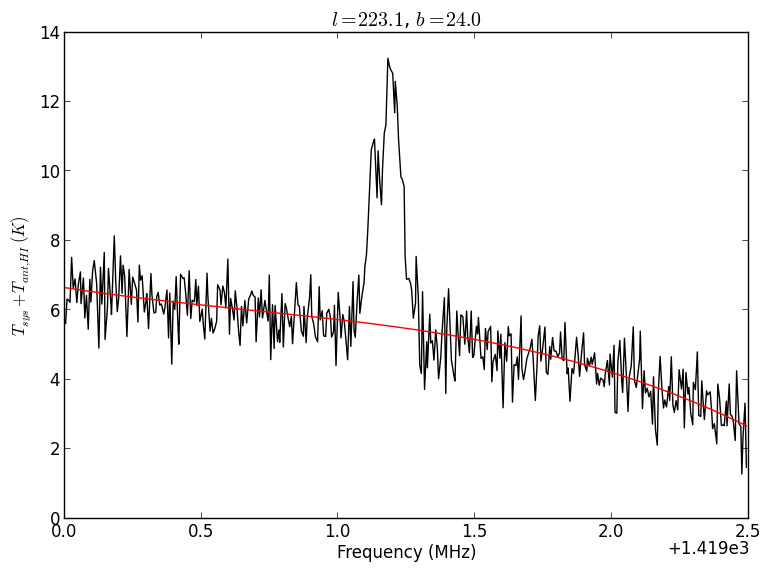 l = 223.1, b = 24.0
14
12
10
8
6
4
2
0
T_sys + T_ant,HI (K)
0.0 0.5 1.0 1.5 2.0 2.5
Frequency (MHz)
+1.419e3